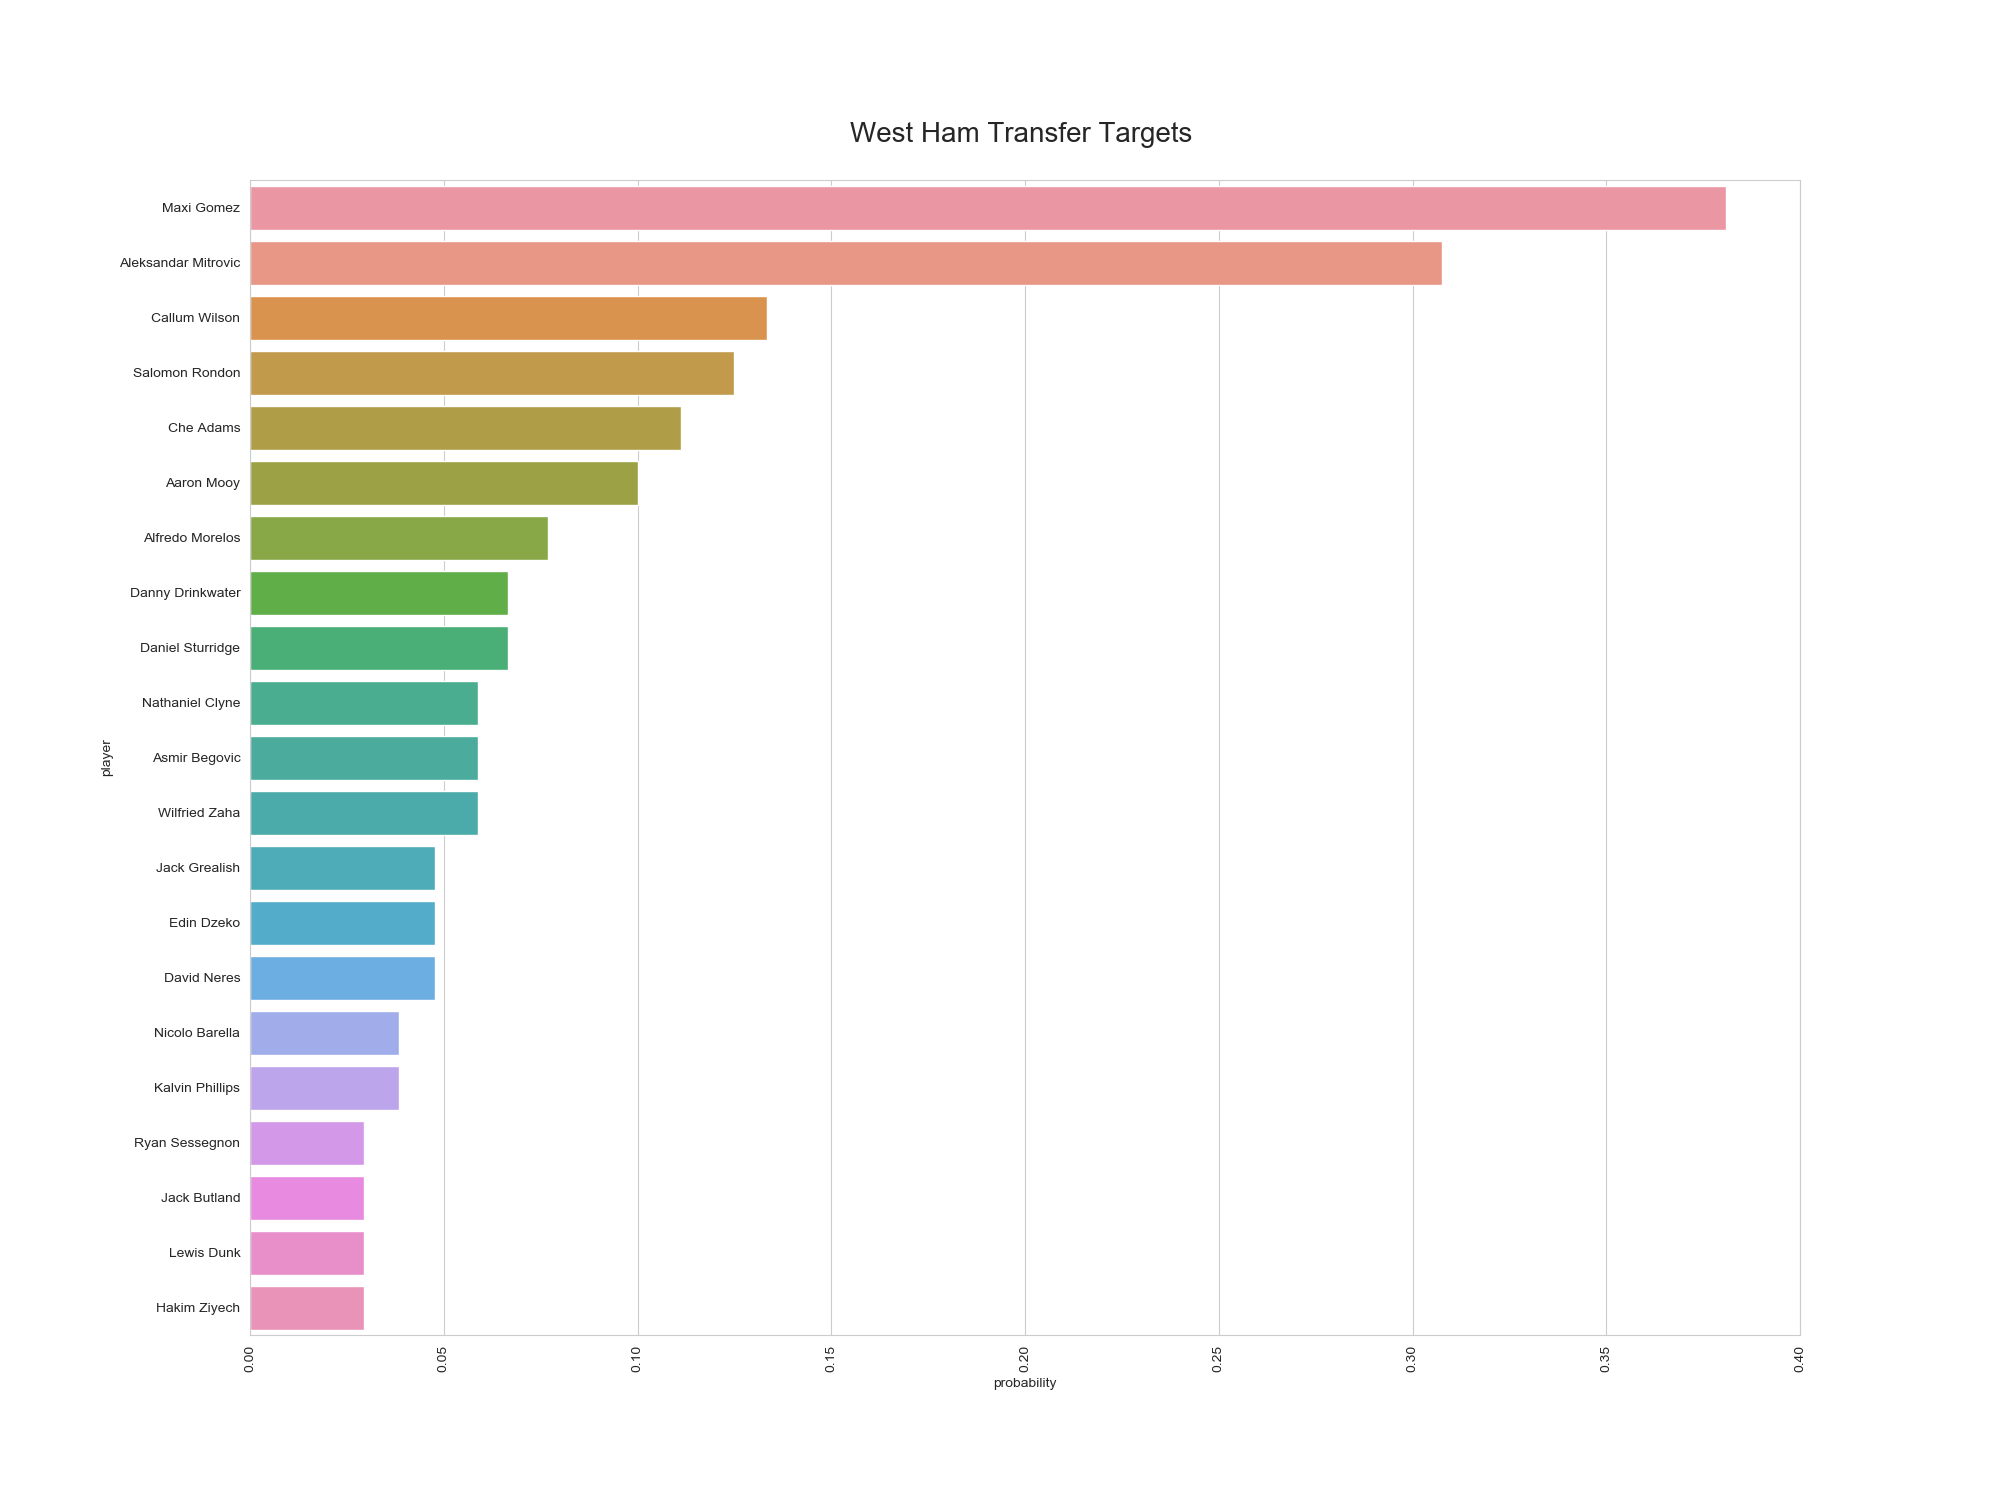 West Ham Transfer Targets
Maxi Gomez
Aleksandar Mitrovic
Callum Wilson
Salomon Rondon
Che Adams
Aaron Mooy
Alfredo Morelos
Danny Drinkwater
Daniel Sturridge
Nathaniel Clyne
Asmir Begovic
Wilfried Zaha
Jack Grealish
Edin Dzeko
David Neres
Nicolo Barella
Kalvin Phillips
Ryan Sessegnon
Jack Butland
Lewis Dunk
Hakim Ziyech
player
0.00 0.05 0.10 0.15 0.20 0.25 0.30 0.35 0.40
probability